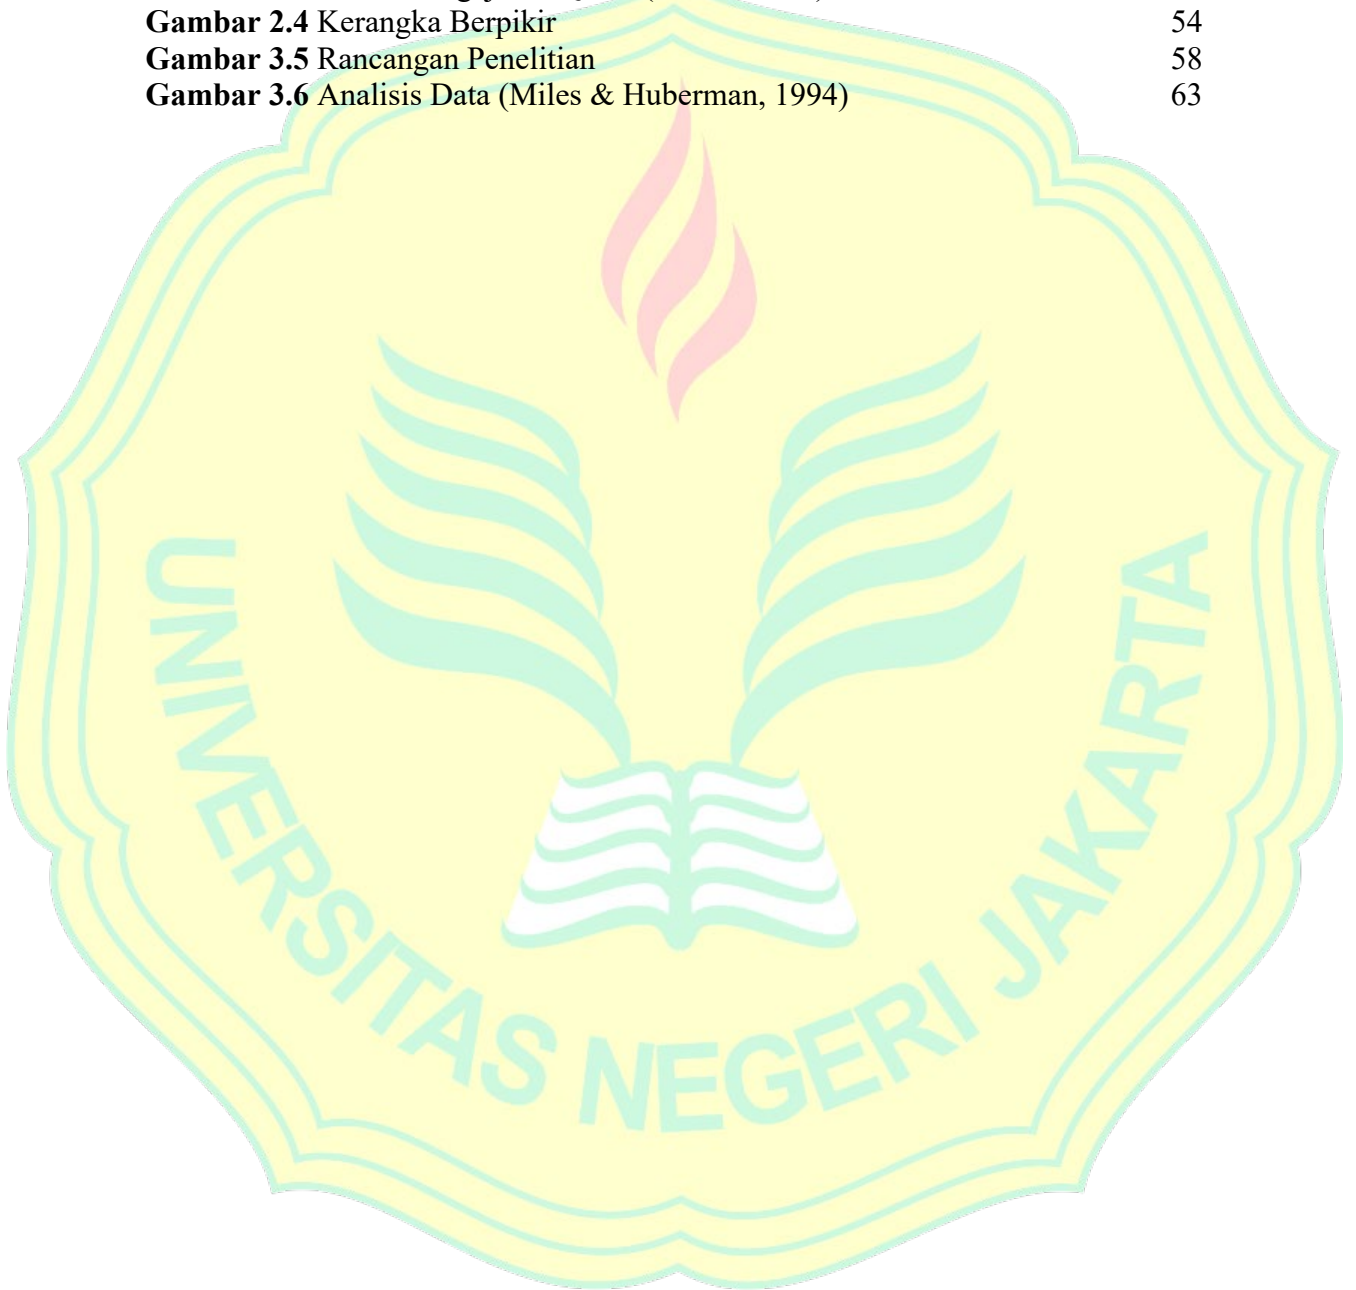 Gambar 2.4 Kerangka Berpikir 54
Gambar 3.5 Rancangan Penelitian 58
Gambar 3.6 Analisis Data (Miles & Huberman, 1994) 63
UNIVERSITAS NEGERI JAKARTA